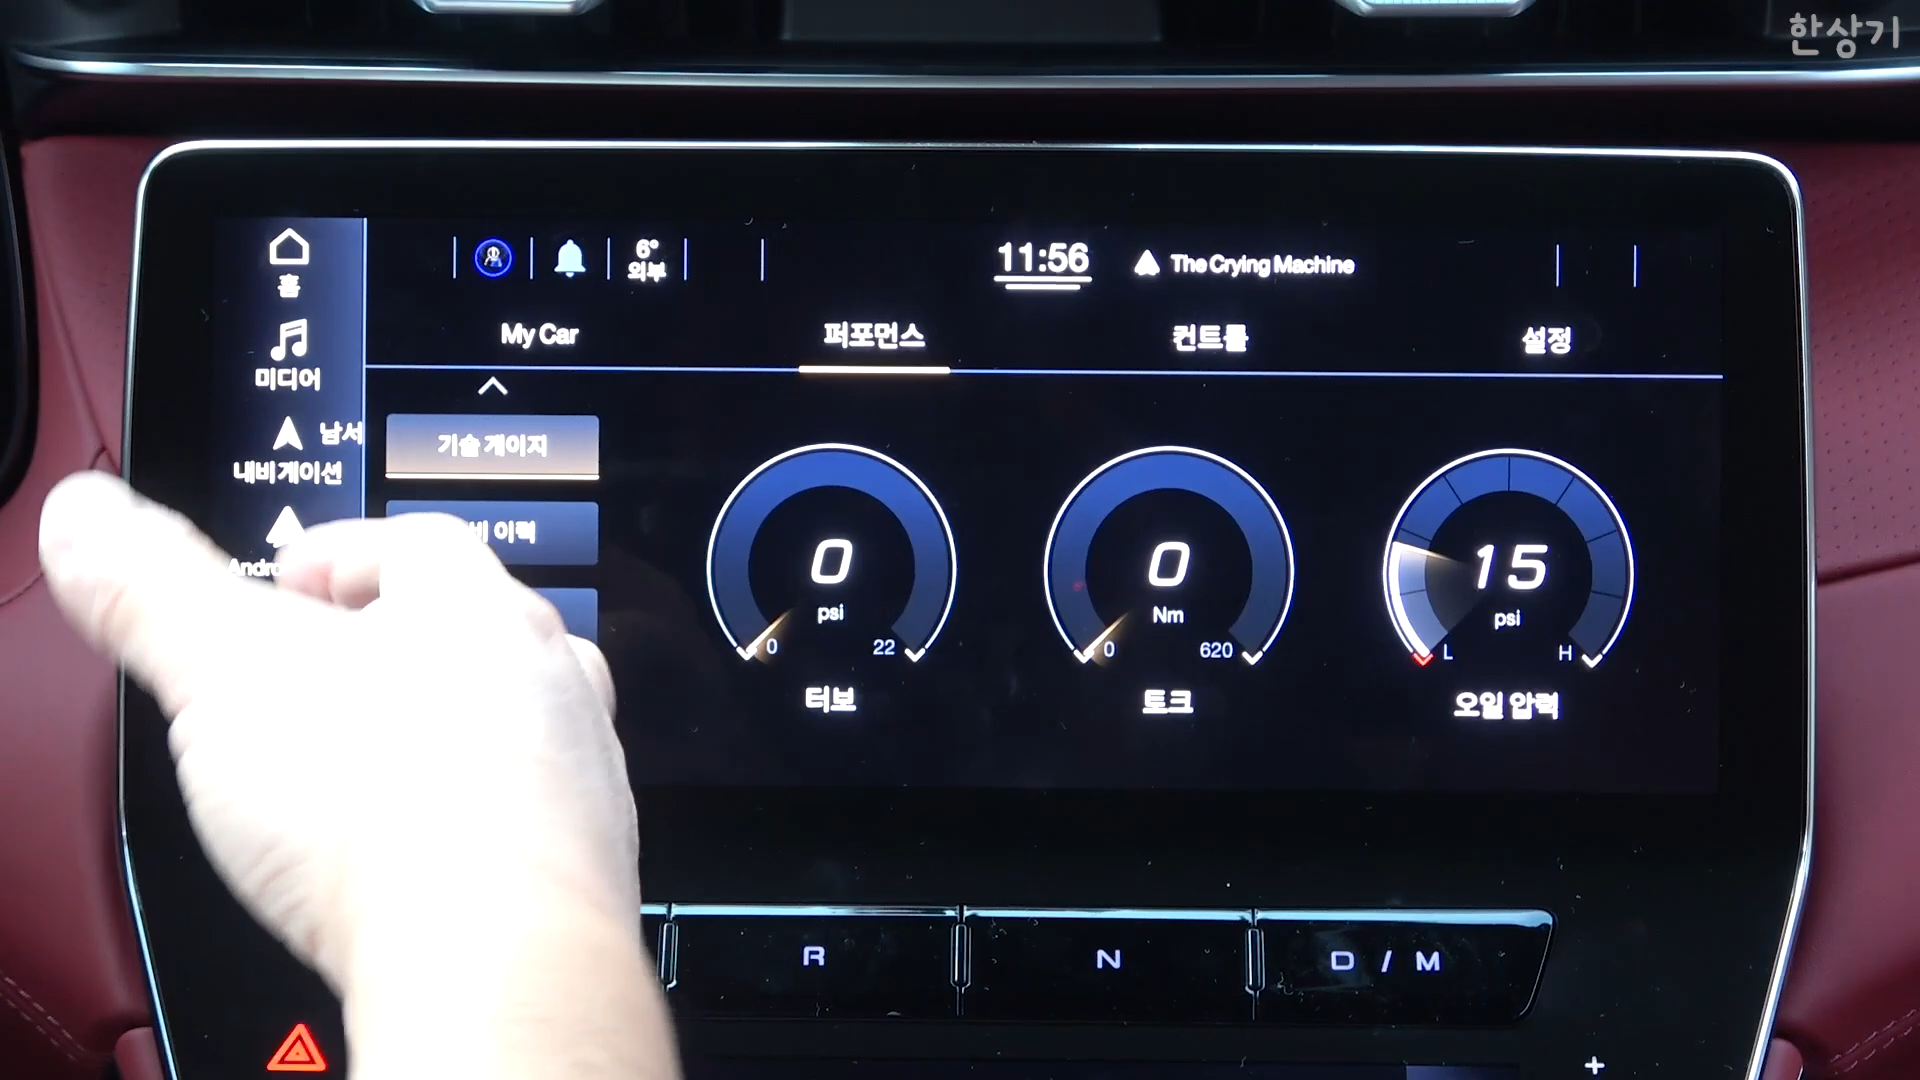 한상기
홈
6°
외부
11:56
The Crying Machine
미디어
My Car
퍼포먼스
컨트롤
설정
남서
내비게이션
기술 게이지
이력
0
psi
0
22
터보
0
Nm
0
620
토크
15
psi
L
H
오일 압력
R
N
D / M
+